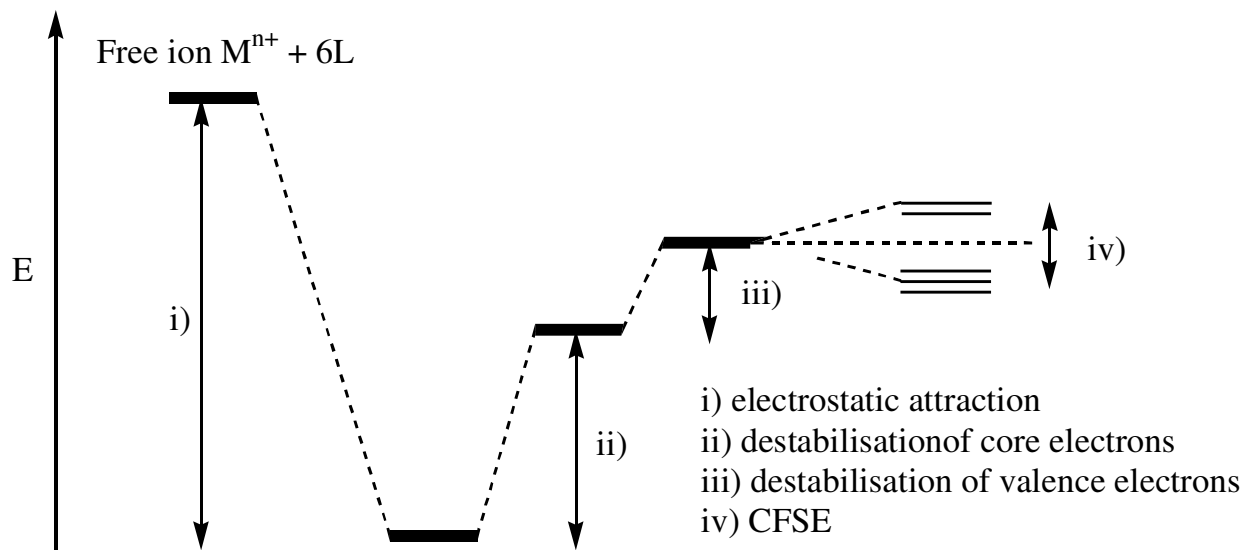 Free ion Mⁿ⁺ + 6L
E
i)
ii)
iii)
iv)
i) electrostatic attraction
ii) destabilisationof core electrons
iii) destabilisation of valence electrons
iv) CFSE